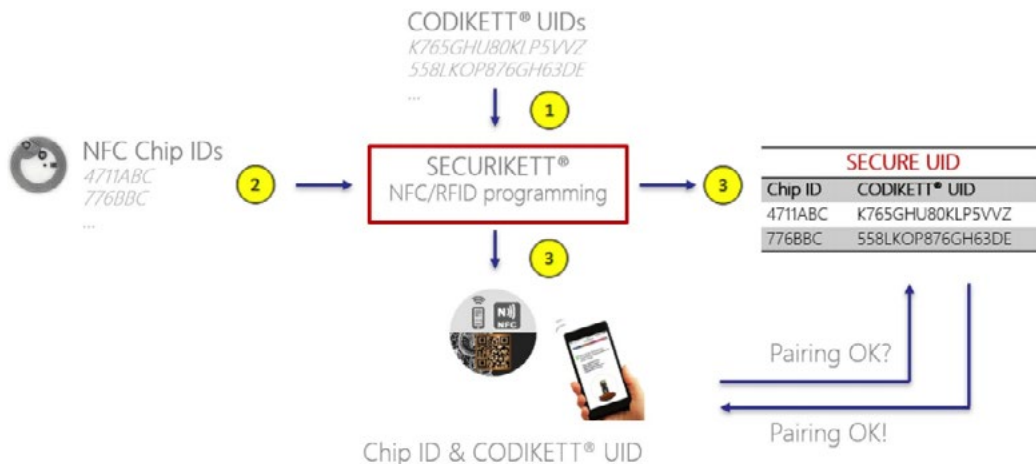 CODIKETT® UIDs
K765GHU80KLP5VVZ
558LKOP876GH63DE
...
1
NFC Chip IDs
4711ABC
776BBC
...
2
SECURIKETT®
NFC/RFID programming
3
SECURE UID
Chip ID CODIKETT® UID
4711ABC K765GHU80KLP5VVZ
776BBC 558LKOP876GH63DE
3
N
NFC
Pairing OK?
Pairing OK!
Chip ID & CODIKETT® UID